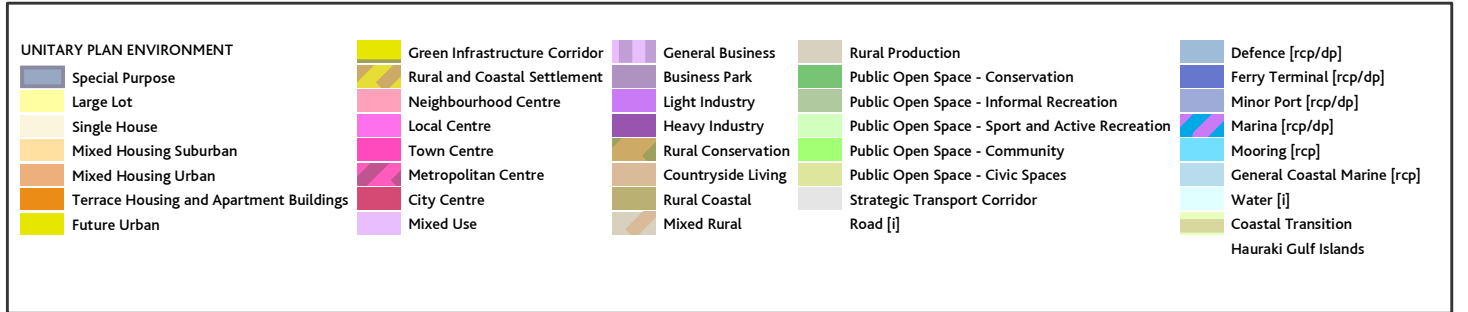 UNITARY PLAN ENVIRONMENT
Special Purpose
Large Lot
Single House
Mixed Housing Suburban
Mixed Housing Urban
Terrace Housing and Apartment Buildings
Future Urban
Green Infrastructure Corridor
Rural and Coastal Settlement
Neighbourhood Centre
Local Centre
Town Centre
Metropolitan Centre
City Centre
Mixed Use
General Business
Business Park
Light Industry
Heavy Industry
Rural Conservation
Countryside Living
Rural Coastal
Mixed Rural
Rural Production
Public Open Space - Conservation
Public Open Space - Informal Recreation
Public Open Space - Sport and Active Recreation
Public Open Space - Community
Public Open Space - Civic Spaces
Strategic Transport Corridor
Road [i]
Defence [rcp/dp]
Ferry Terminal [rcp/dp]
Minor Port [rcp/dp]
Marina [rcp/dp]
Mooring [rcp]
General Coastal Marine [rcp]
Water [i]
Coastal Transition
Hauraki Gulf Islands